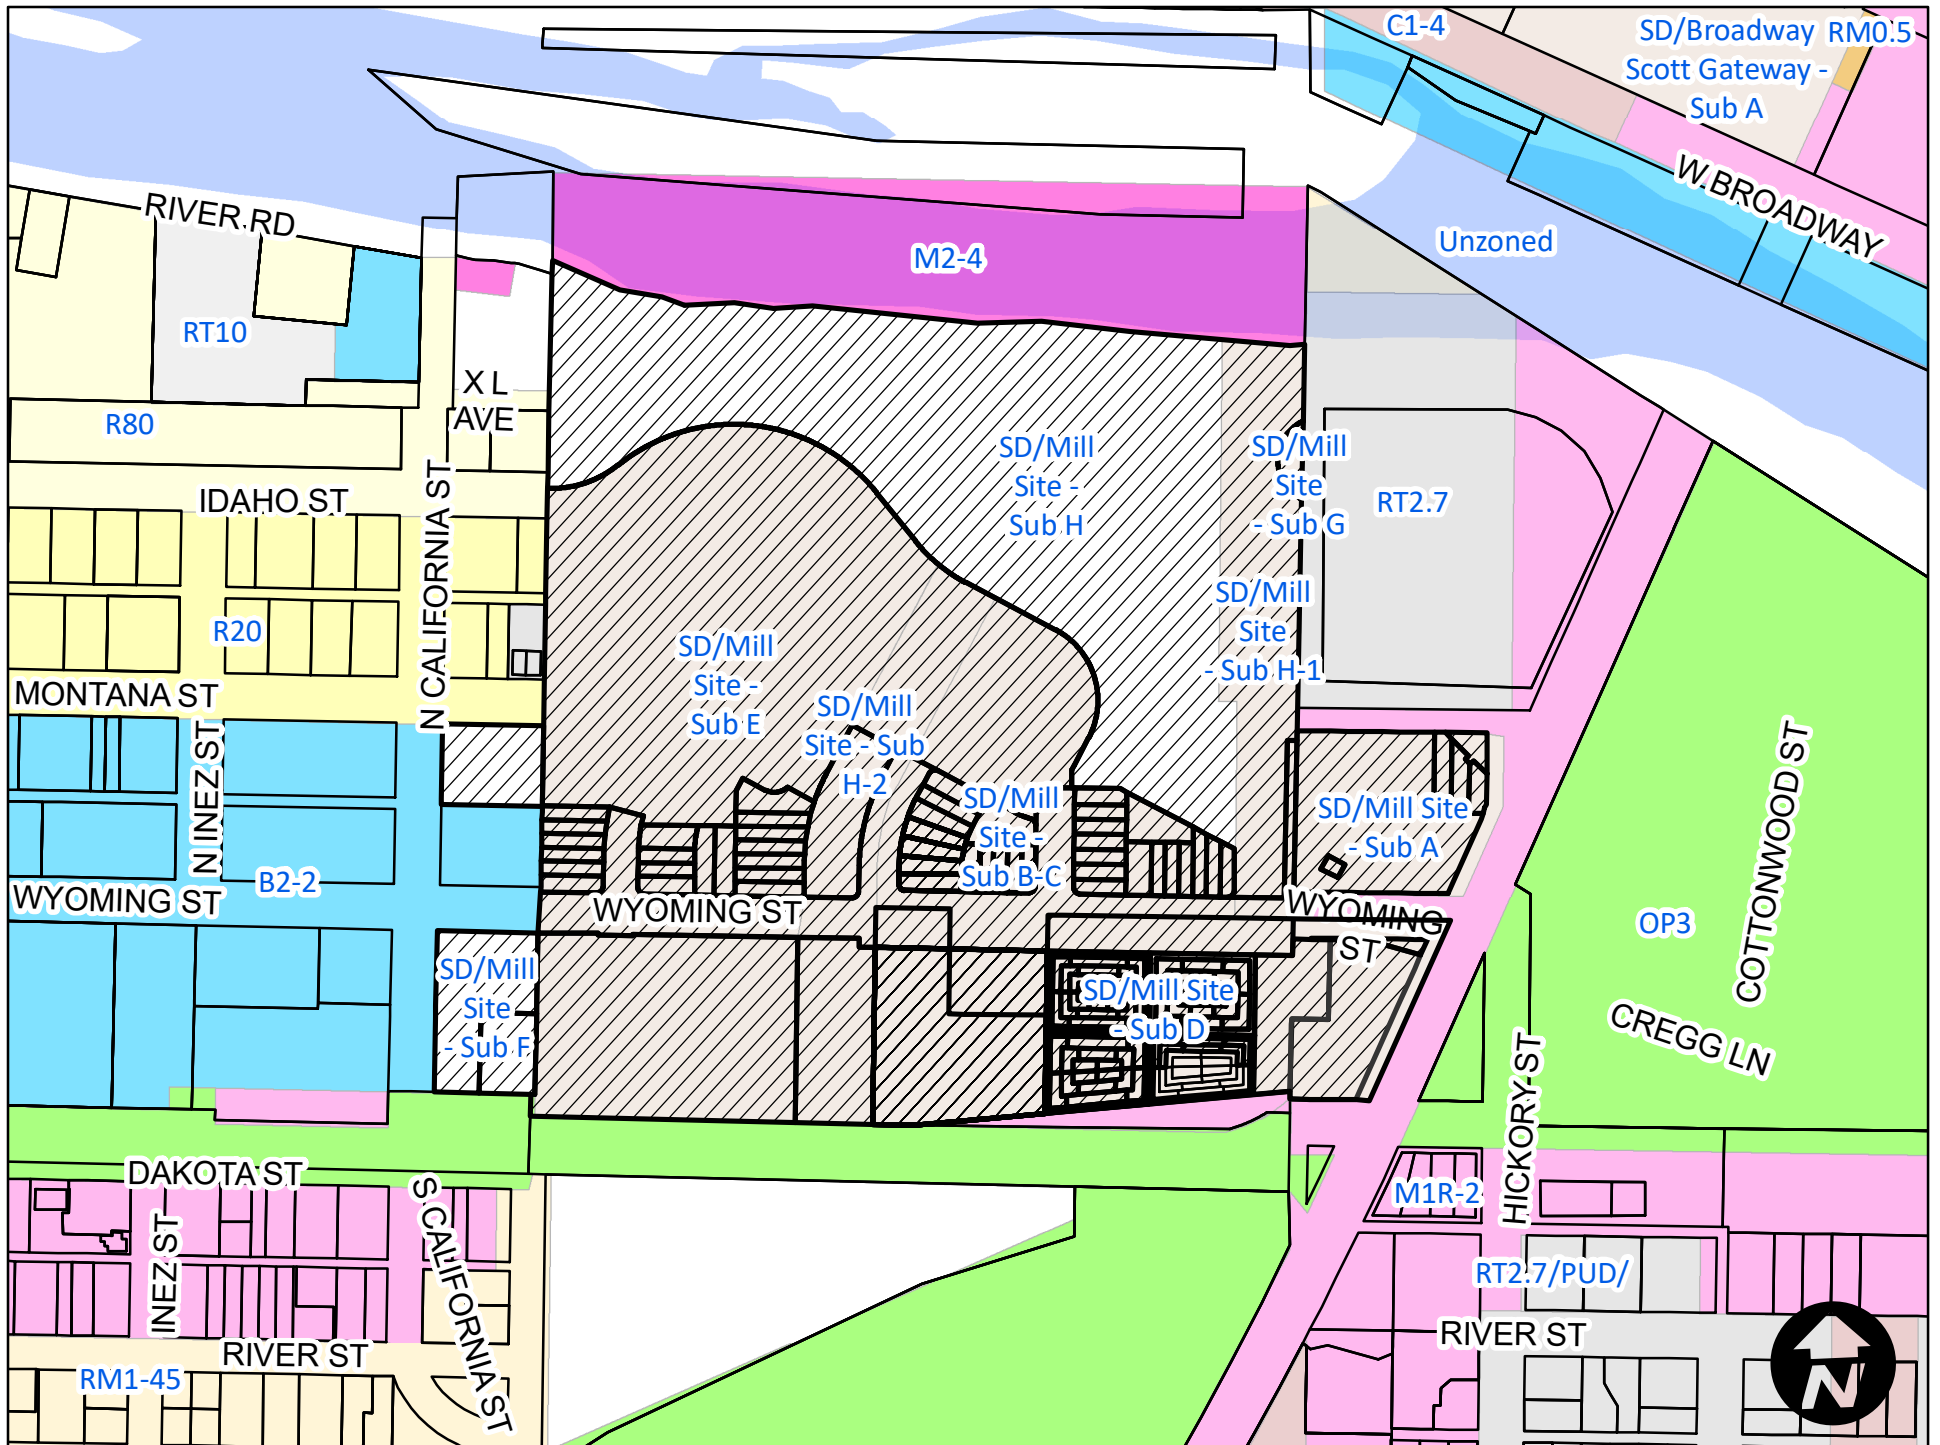 C1-4
SD/Broadway
Scott Gateway -
Sub A
RM0.5
W BROADWAY
RIVER RD
M2-4
Unzoned
RT10
X L
AVE
R80
SD/Mill
Site -
Sub H
SD/Mill
Site
- Sub G
RT2.7
IDAHO ST
N CALIFORNIA ST
R20
SD/Mill
Site
- Sub H-1
SD/Mill
Site -
Sub E
MONTANA ST
SD/Mill
Site - Sub
H-2
N INEZ ST
SD/Mill
Site -
Sub B-C
SD/Mill Site
- Sub A
COTTONWOOD ST
B2-2
WYOMING ST
WYOMING ST
WYOMING
ST
OP3
SD/Mill
Site
- Sub F
SD/Mill Site
- Sub D
CREGG LN
HICKORY ST
DAKOTA ST
S CALIFORNIA ST
INEZ ST
M1R-2
RT2.7/PUD/
RIVER ST
RIVER ST
RM1-45
N